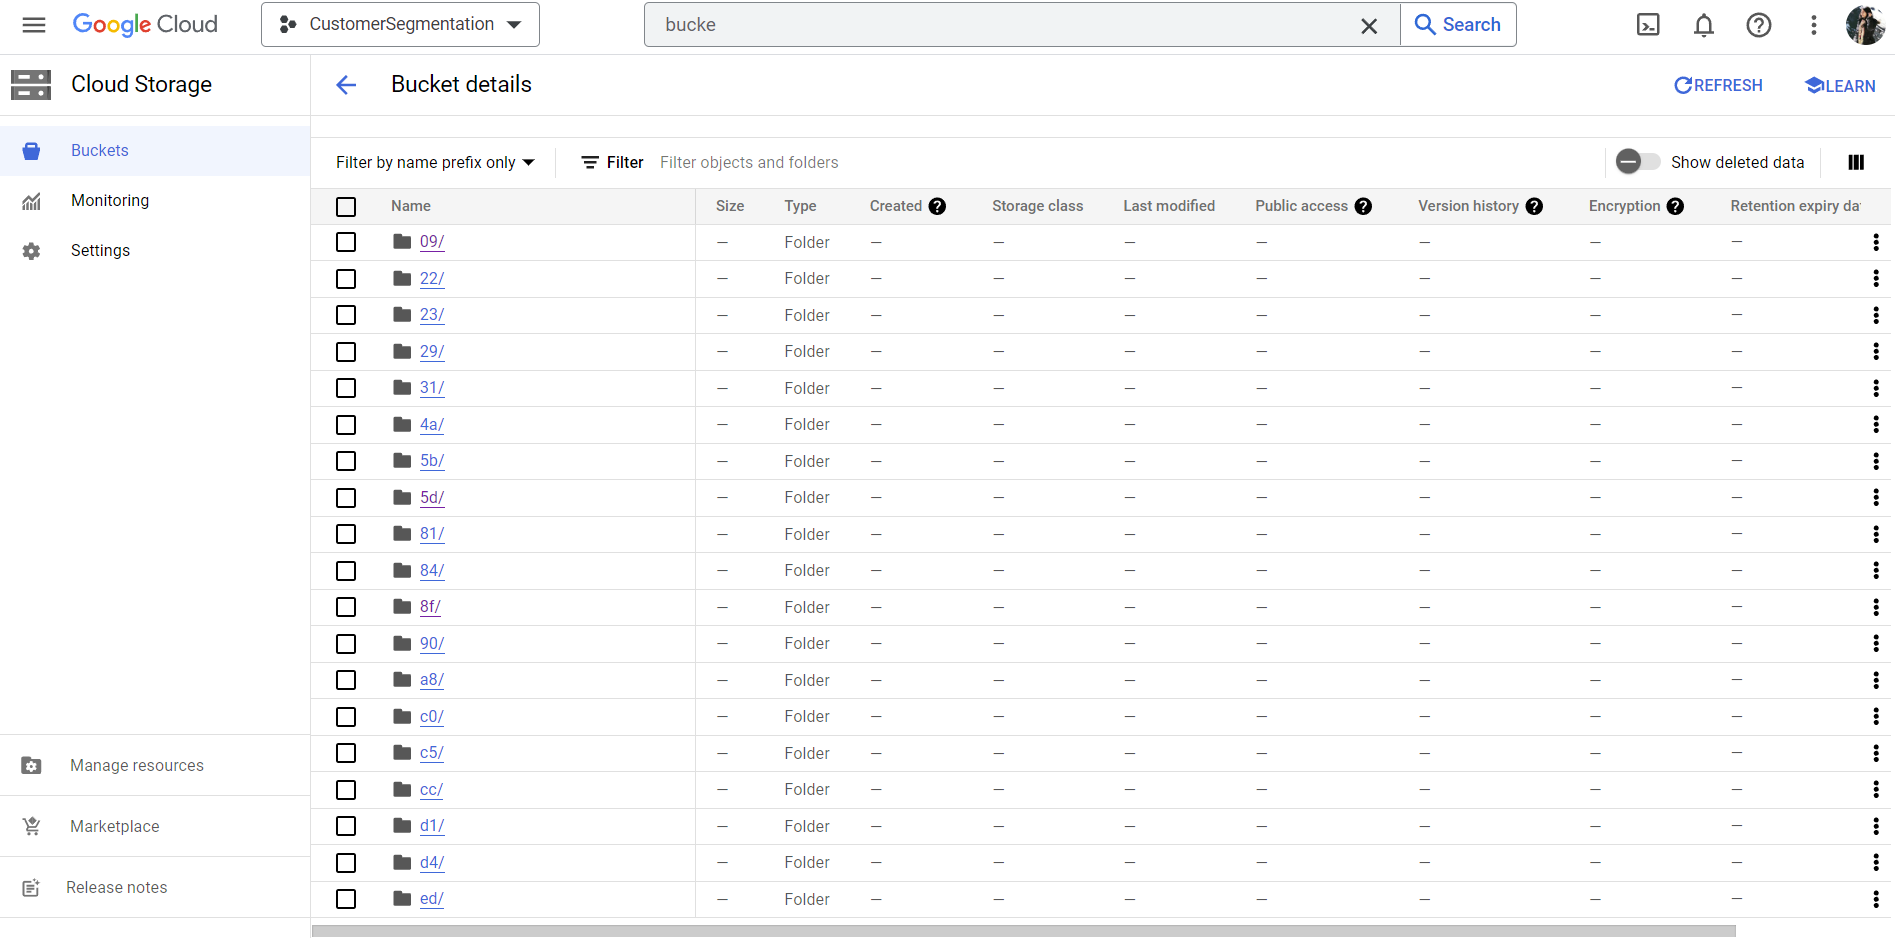 Google Cloud
CustomerSegmentation
bucke
Search
Cloud Storage
Bucket details
REFRESH
LEARN
Buckets
Monitoring
Settings
Manage resources
Marketplace
Release notes
Filter by name prefix only
Filter
Filter objects and folders
Show deleted data
Name Size Type Created Storage class Last modified Public access Version history Encryption Retention expiry da
09/ — Folder — — — — — — —
22/ — Folder — — — — — — —
23/ — Folder — — — — — — —
29/ — Folder — — — — — — —
31/ — Folder — — — — — — —
4a/ — Folder — — — — — — —
5b/ — Folder — — — — — — —
5d/ — Folder — — — — — — —
81/ — Folder — — — — — — —
84/ — Folder — — — — — — —
8f/ — Folder — — — — — — —
90/ — Folder — — — — — — —
a8/ — Folder — — — — — — —
c0/ — Folder — — — — — — —
c5/ — Folder — — — — — — —
cc/ — Folder — — — — — — —
d1/ — Folder — — — — — — —
d4/ — Folder — — — — — — —
ed/ — Folder — — — — — — —